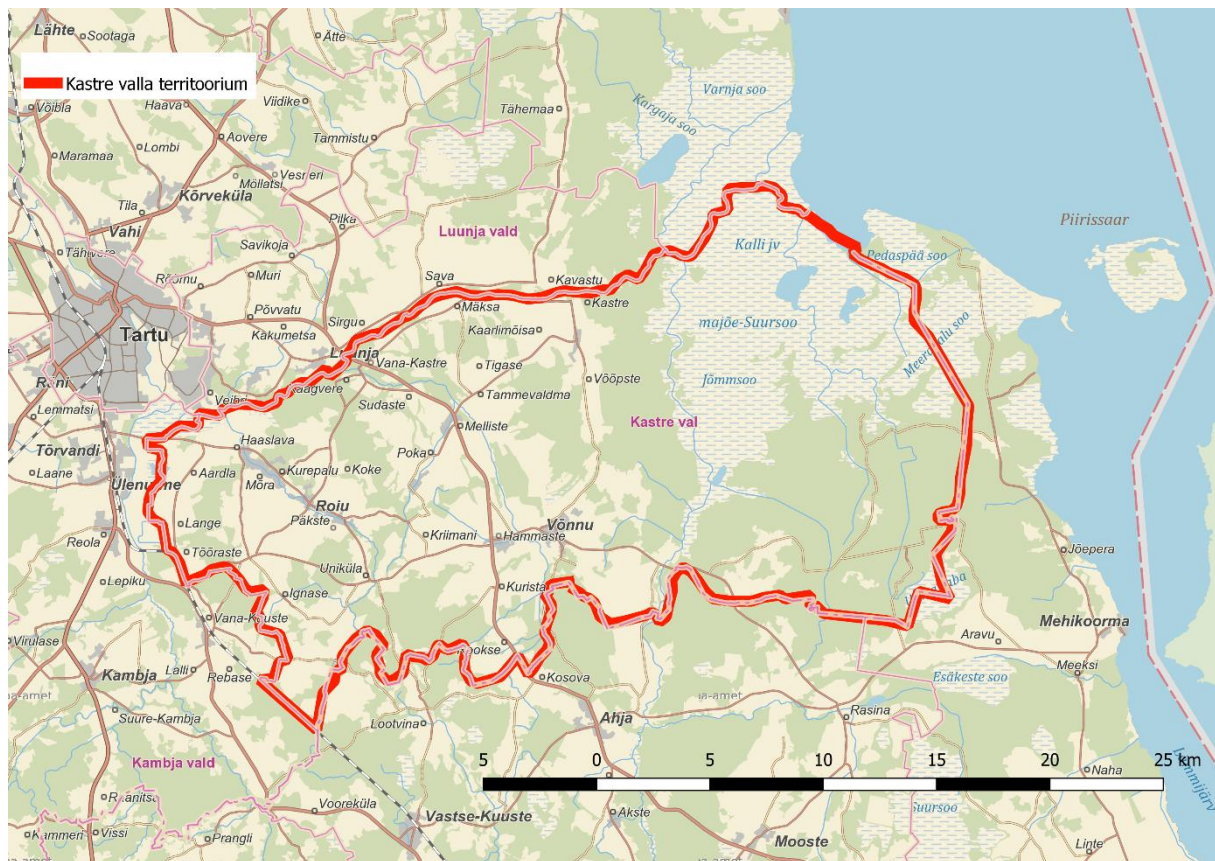 Lähte
Sootaga
Ätte
Kastre valla territoorium
Võibla
Haava
Viidike
Tähemaa
Varnja soo
Kargaja soo
Aovere
Tammistu
Lombi
Maramaa
Vesneri
Möllatsi
Kõrveküla
Tila
Pilka
Vahi
Luunja vald
Piirissaar
Tähtvere
Savikoja
Kalli jv
Pedaspää soo
Rõõmu
Muri
Sava
Kavastu
Kastre
Mäksa
Põvvatu
Sirgu
Tartu
Kakumetsa
Kaarlimõisa
majõe-Suursoo
Meerapalu soo
Luunja
Vana-Kastre
Tigase
Võõpste
Jõmmsoo
Veibri
Sudaste
Tammevaldma
Lemmatsi
Melliste
Kastre val
Tõrvandi
Haaslava
Poka
Laane
Aardla
Kurepalu
Koke
Mõra
Roiu
Lange
Päkste
Võnnu
Reola
Kriimani
Hammaste
Tõõraste
Jõepera
Lepiku
Uniküla
Kurista
Ignase
Vana-Kuuste
Mehikoorma
Virulase
Aravu
Lalli
Rebase
ookse
Kosova
Meeksi
Kambja
Esäkeste soo
Suure-Kambja
Lootvina
Ahja
Rasina
Kambja vald
5 0 5 10 15 20 25 km
Naha
Vooreküla
Suursoo
Vastse-Kuuste
Akste
Kammeri
Vissi
Prangli
Mooste
Linte